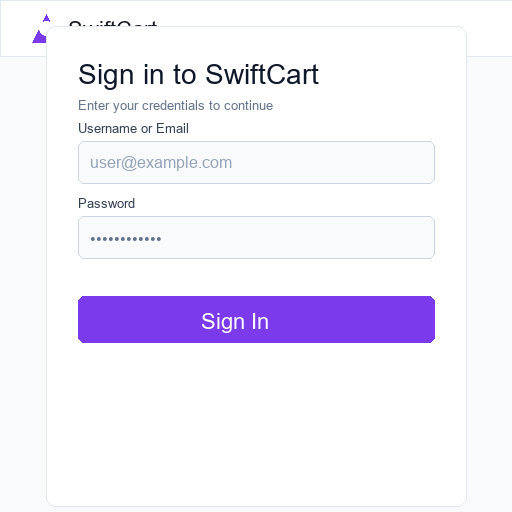 SwiftCart
Sign in to SwiftCart
Enter your credentials to continue
Username or Email
user@example.com
Password
••••••••••••
Sign In